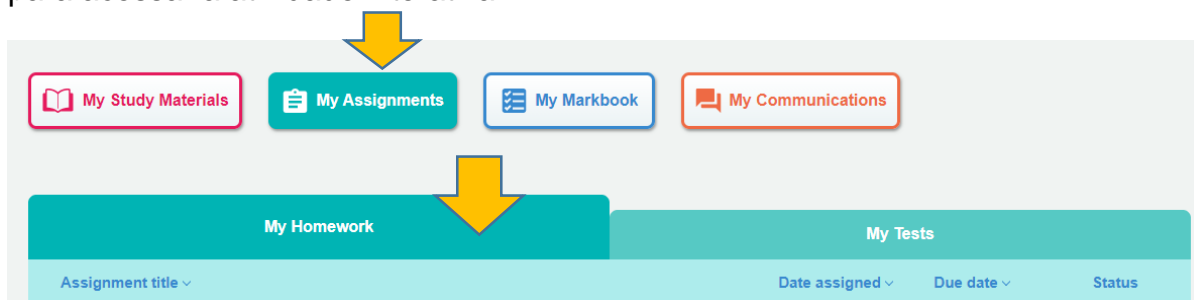 My Study Materials My Assignments My Markbook My Communications
My Homework My Tests
Assignment title Date assigned Due date Status